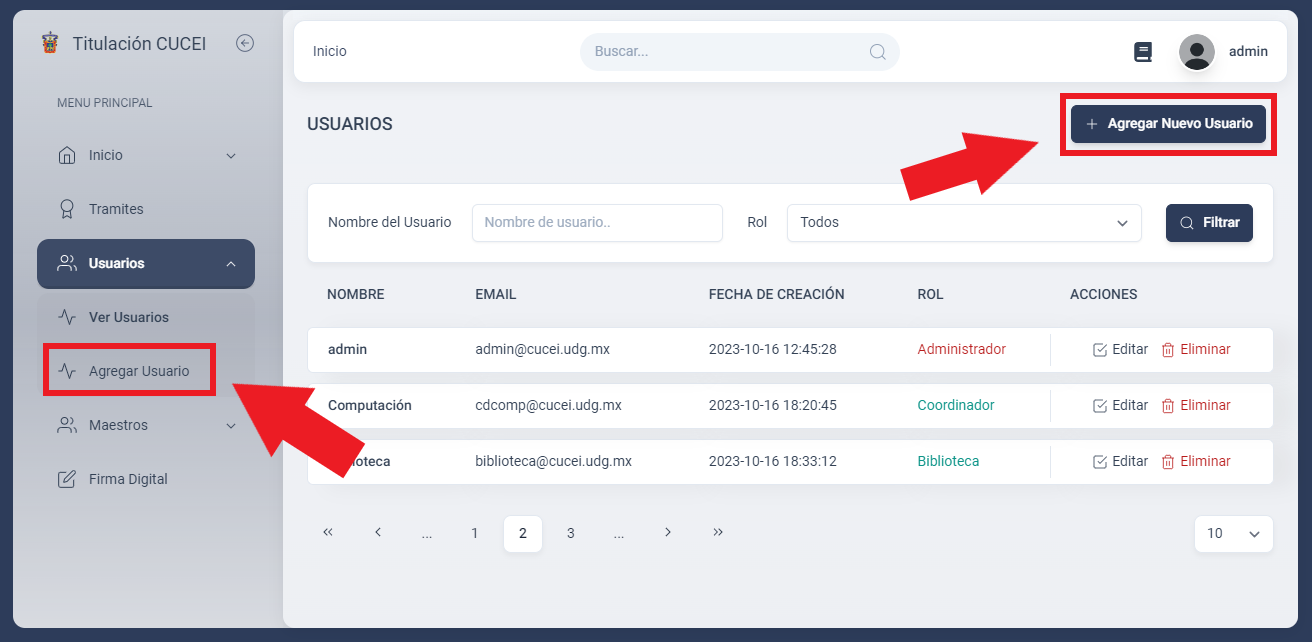 Titulación CUCEI
Inicio
Buscar...
admin
MENU PRINCIPAL
Inicio
Tramites
Usuarios
Ver Usuarios
Agregar Usuario
Maestros
Firma Digital
USUARIOS
Agregar Nuevo Usuario
Nombre del Usuario Nombre de usuario.. Rol Todos Filtrar
NOMBRE EMAIL FECHA DE CREACIÓN ROL ACCIONES
admin admin@cucei.udg.mx 2023-10-16 12:45:28 Administrador Editar Eliminar
Computación cdcomp@cucei.udg.mx 2023-10-16 18:20:45 Coordinador Editar Eliminar
ioteca biblioteca@cucei.udg.mx 2023-10-16 18:33:12 Biblioteca Editar Eliminar
« ‹ ... 1 2 3 ... › »
10